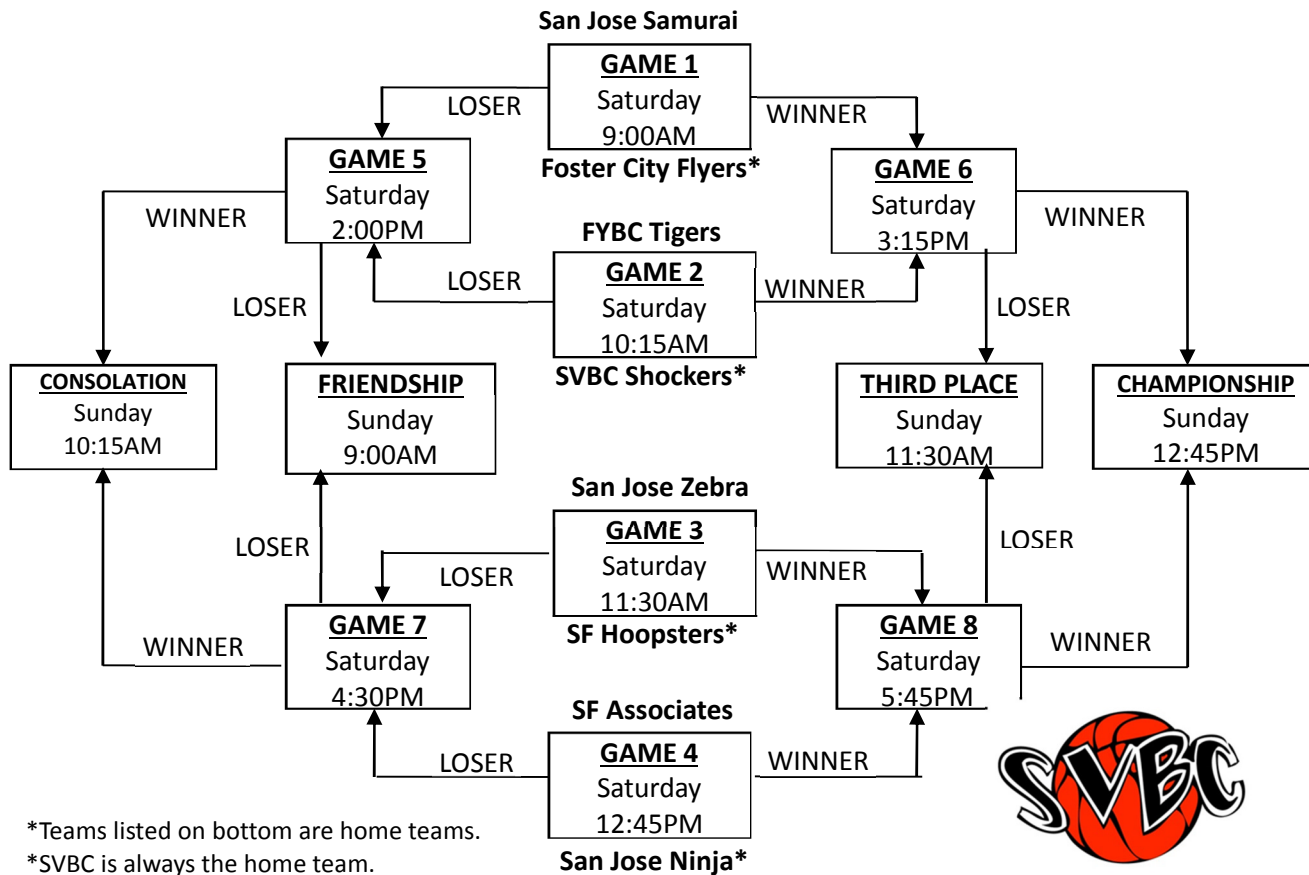 San Jose Samurai
GAME 1
Saturday
9:00AM
Foster City Flyers*
LOSER
WINNER
GAME 5
Saturday
2:00PM
GAME 6
Saturday
3:15PM
WINNER
LOSER
FYBC Tigers
GAME 2
Saturday
10:15AM
SVBC Shockers*
LOSER
WINNER
WINNER
LOSER
CONSOLATION
Sunday
10:15AM
FRIENDSHIP
Sunday
9:00AM
THIRD PLACE
Sunday
11:30AM
CHAMPIONSHIP
Sunday
12:45PM
San Jose Zebra
GAME 3
Saturday
11:30AM
SF Hoopsters*
LOSER
LOSER
WINNER
LOSER
GAME 7
Saturday
4:30PM
WINNER
GAME 8
Saturday
5:45PM
WINNER
SF Associates
GAME 4
Saturday
12:45PM
San Jose Ninja*
LOSER
WINNER
SVBC
*Teams listed on bottom are home teams.
*SVBC is always the home team.